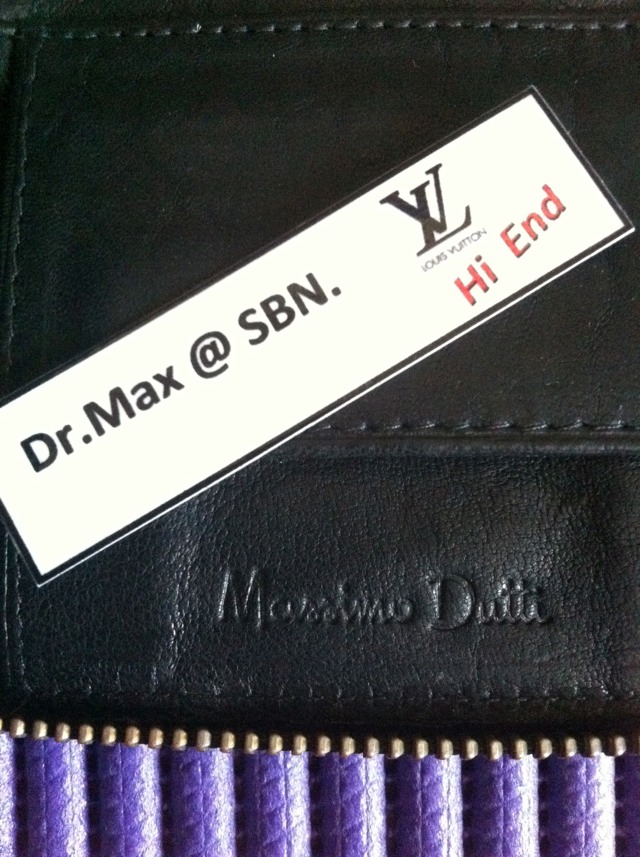 LV
LOUIS VUITTON
Hi End
Dr.Max @ SBN.
Massimo Dutti